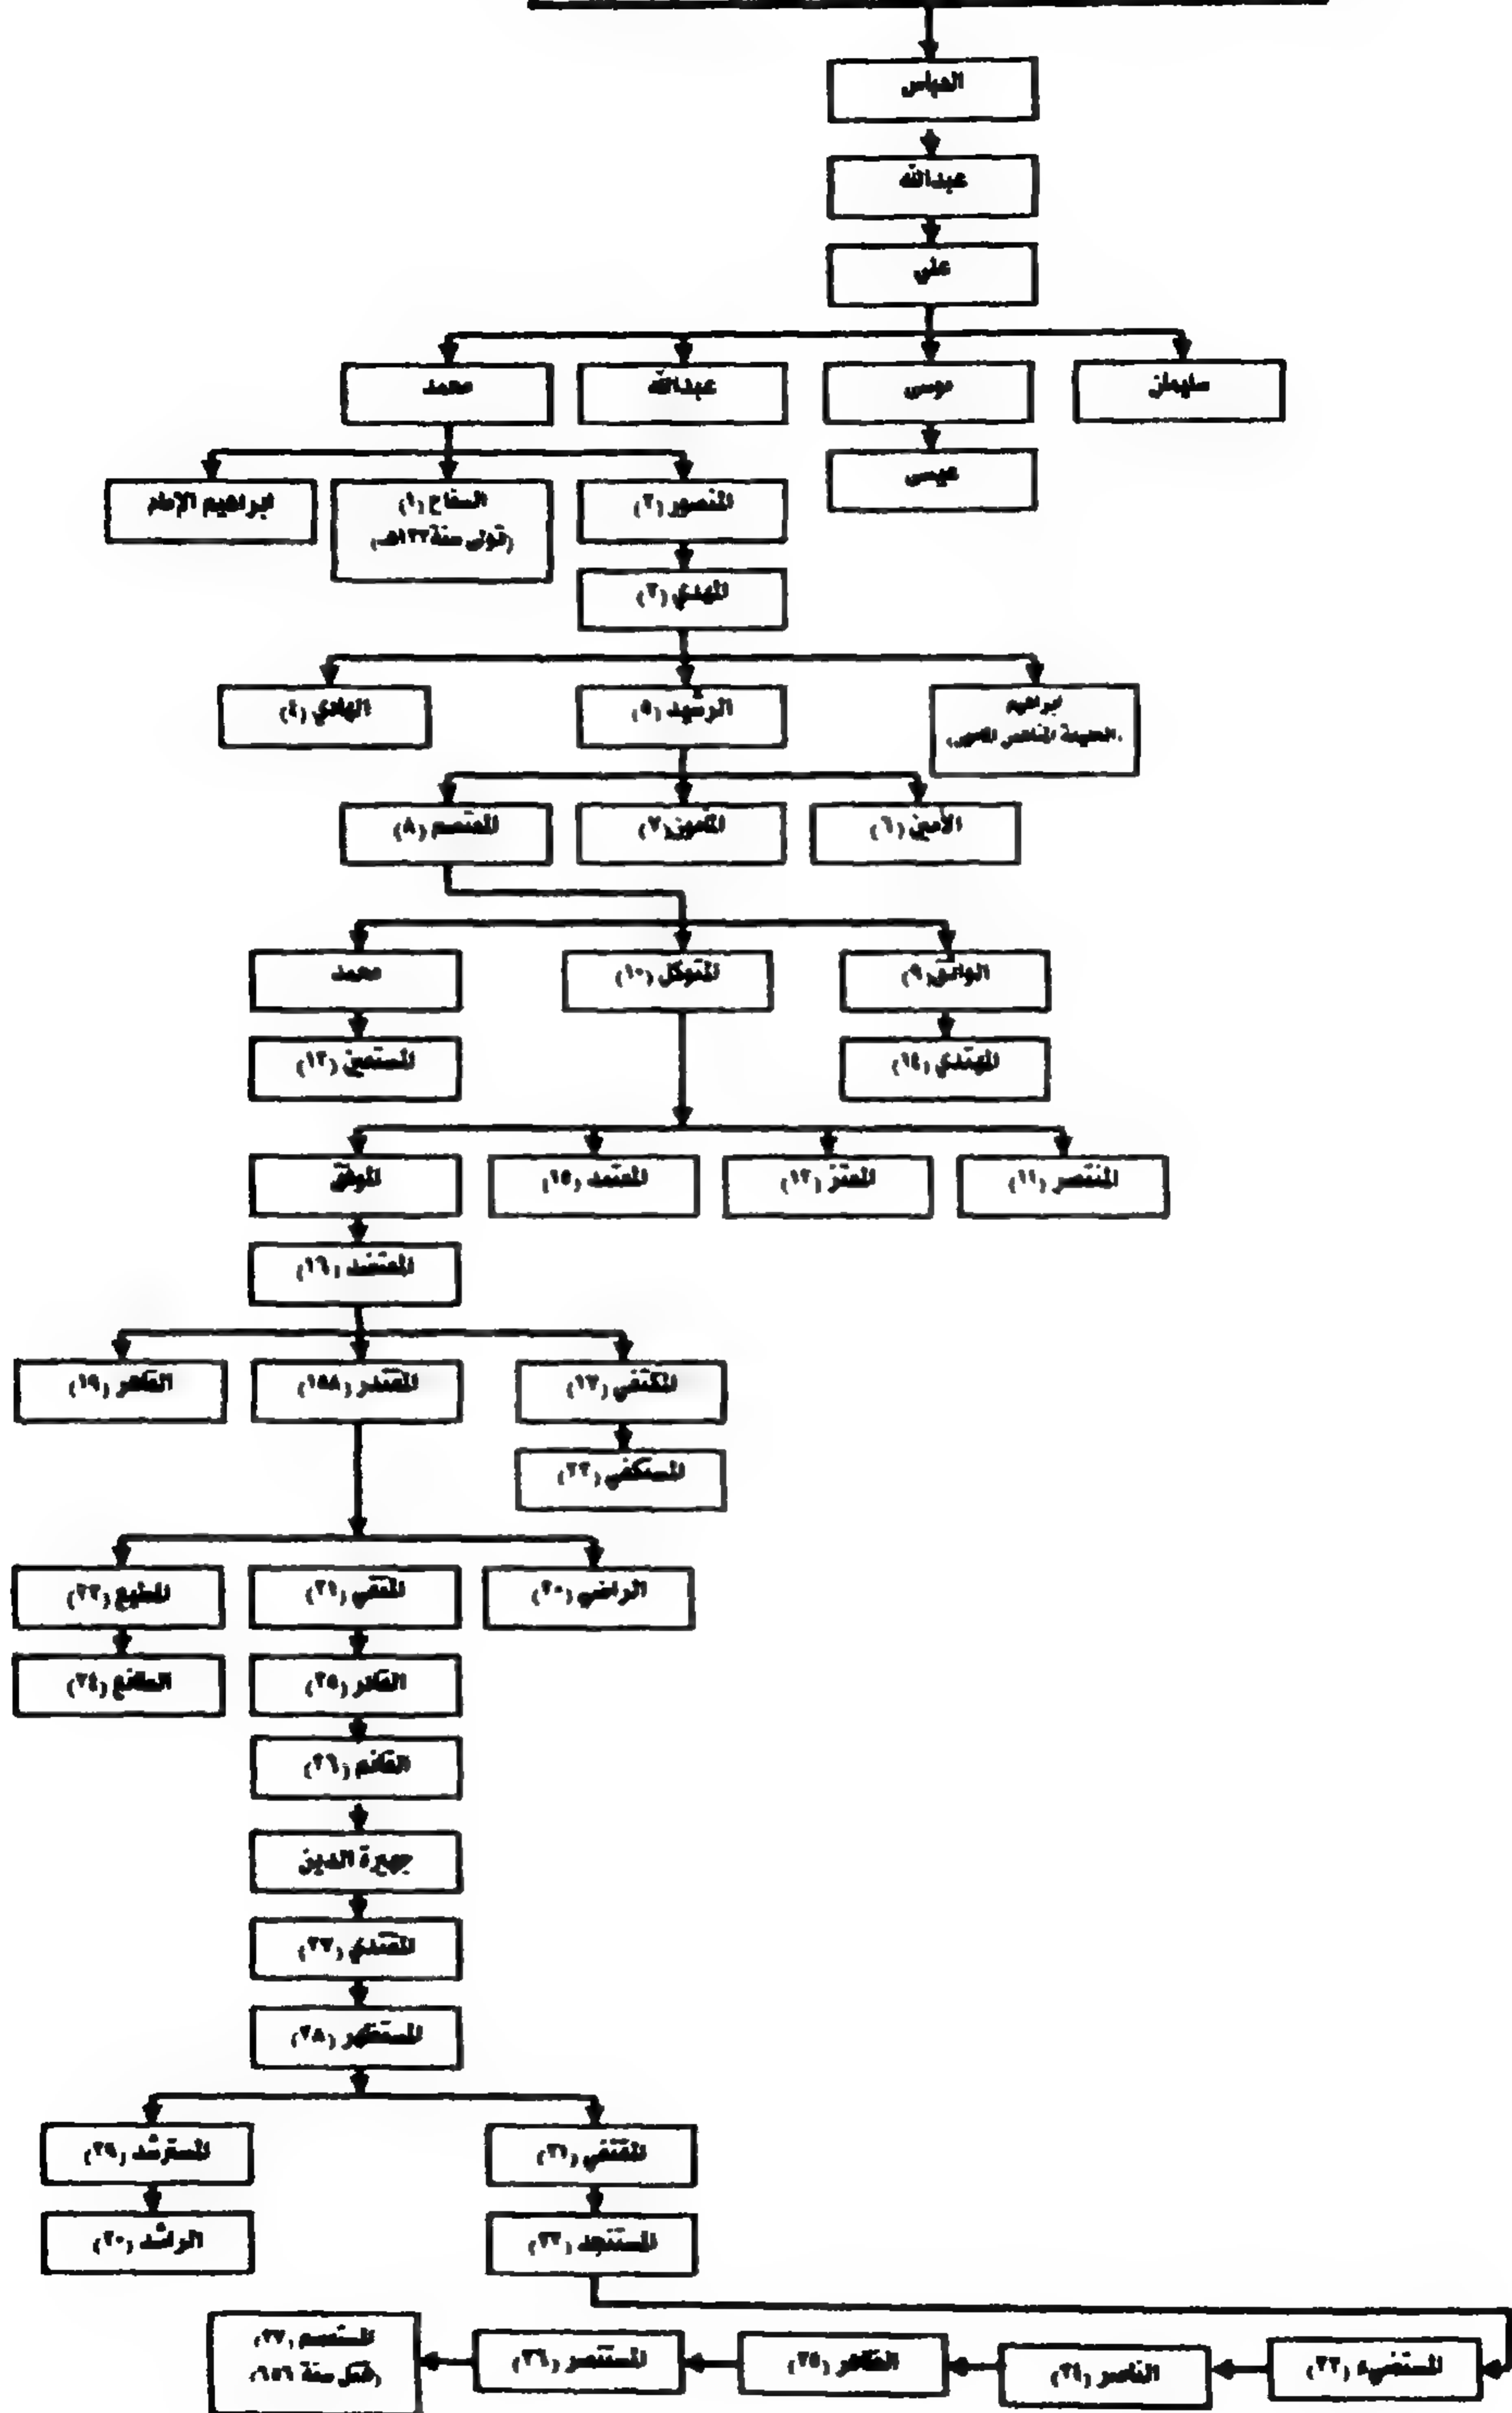 العباس
عبدالله
علي
سليمان
موسى
عبدالله
محمد
عيسى
المنصور (٢)
السفاح (١)
(تولى سنة ١٣٢هـ)
ابراهيم الإمام
المهدي (٣)
ابراهيم
الرشيد (٥)
الهادي (٤)
الأمين (٦)
المأمون (٧)
المعتصم (٨)
الواثق (٩)
المتوكل (١٠)
محمد
المهتدي (١٤)
المستعين (١٢)
المنتصر (١١)
المعتز (١٣)
المعتمد (١٥)
الموفق
المعتضد (١٦)
المكتفي (١٧)
المقتدر (١٨٨)
القاهر (١٩)
المستكفي (٢٢)
الراضي (٢٠)
المتقي (٢١)
المطيع (٢٣)
القادر (٢٥)
الطائع (٢٤)
القائم (٢٦)
الدين
المقتدي (٢٧)
المستظهر (٢٨)
المقتفي (٣١)
المسترشد (٢٩)
المستنجد (٣٢)
الراشد (٣٠)
المستضيء (٣٣)
الناصر (٣٤)
الظاهر (٣٥)
المستنصر (٣٦)
المستعصم (٣٧)
(قتل سنة ٦٥٦)